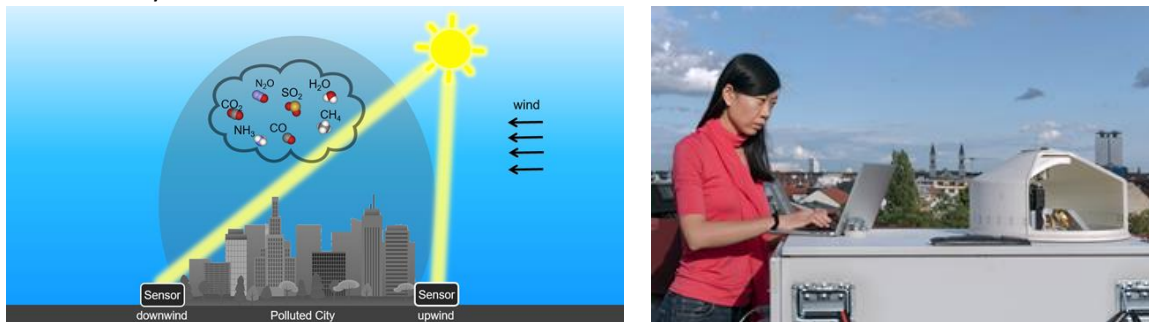 N₂O
SO₂
H₂O
CO₂
CH₄
NH₃
CO
wind
Sensor
Sensor
downwind
Polluted City
upwind